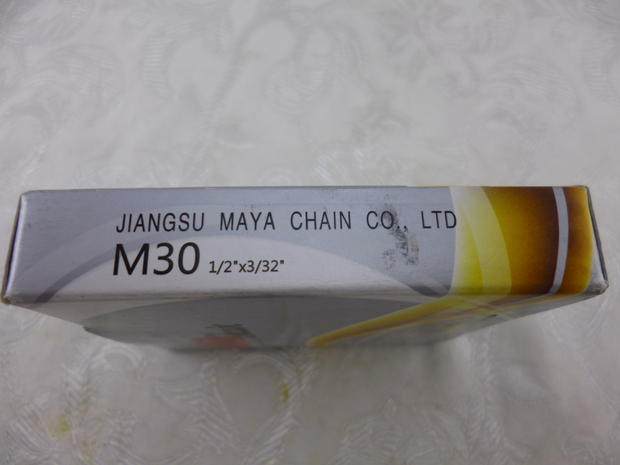 JIANGSU MAYA CHAIN CO., LTD
M30 1/2"x3/32"